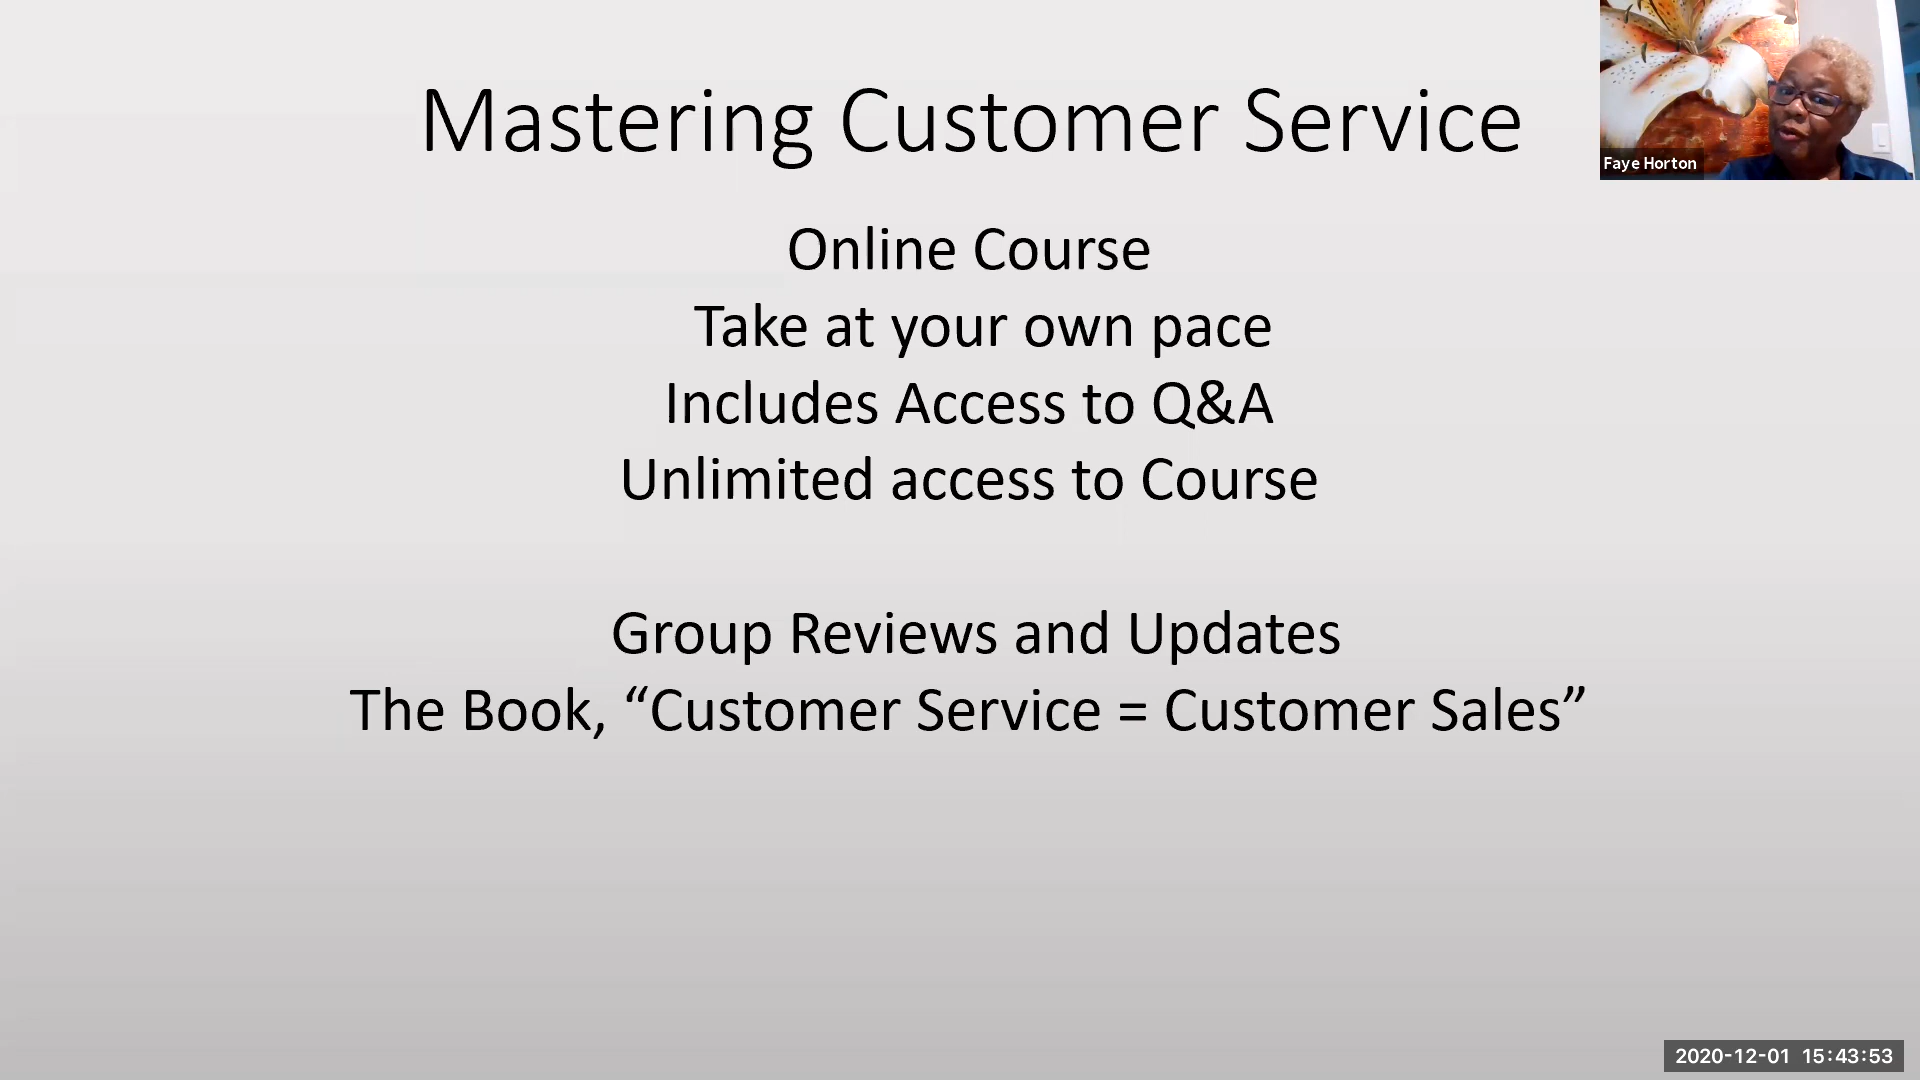 Mastering Customer Service
Faye Horton
Online Course
Take at your own pace
Includes Access to Q&A
Unlimited access to Course
Group Reviews and Updates
The Book, “Customer Service = Customer Sales”
2020-12-01 15:43:53